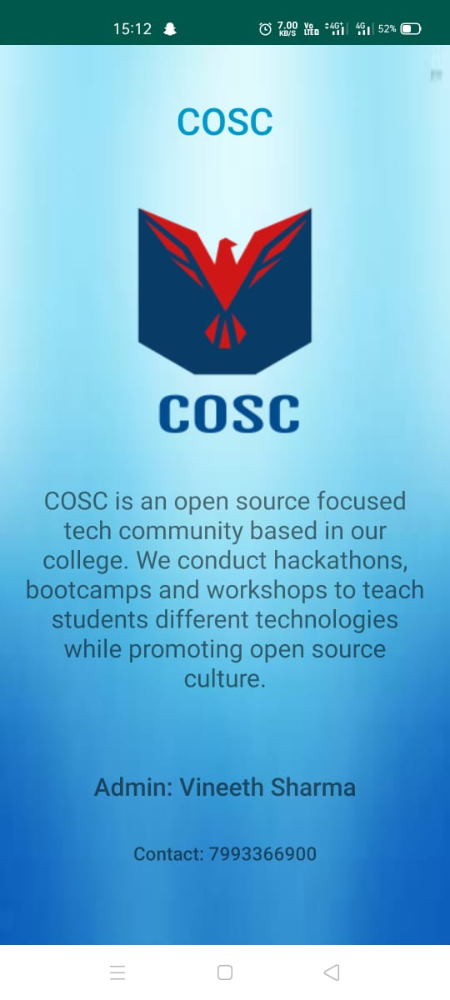 15:12 7.00 KB/S Vo LTE 4G+ 4G 52%
COSC
COSC
COSC is an open source focused
tech community based in our
college. We conduct hackathons,
bootcamps and workshops to teach
students different technologies
while promoting open source
culture.
Admin: Vineeth Sharma
Contact: 7993366900